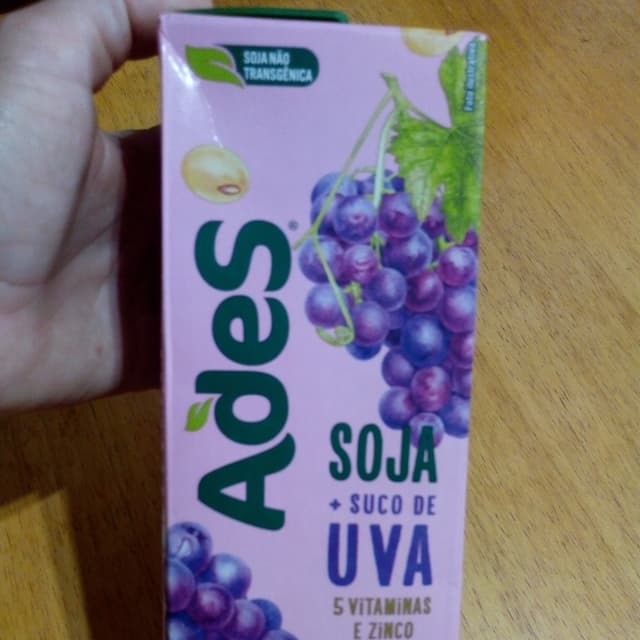 SOJA NÃO
TRANSGÊNICA
AdeS®
SOJA
+ SUCO DE
UVA
5 VITAMINAS
E ZINCO